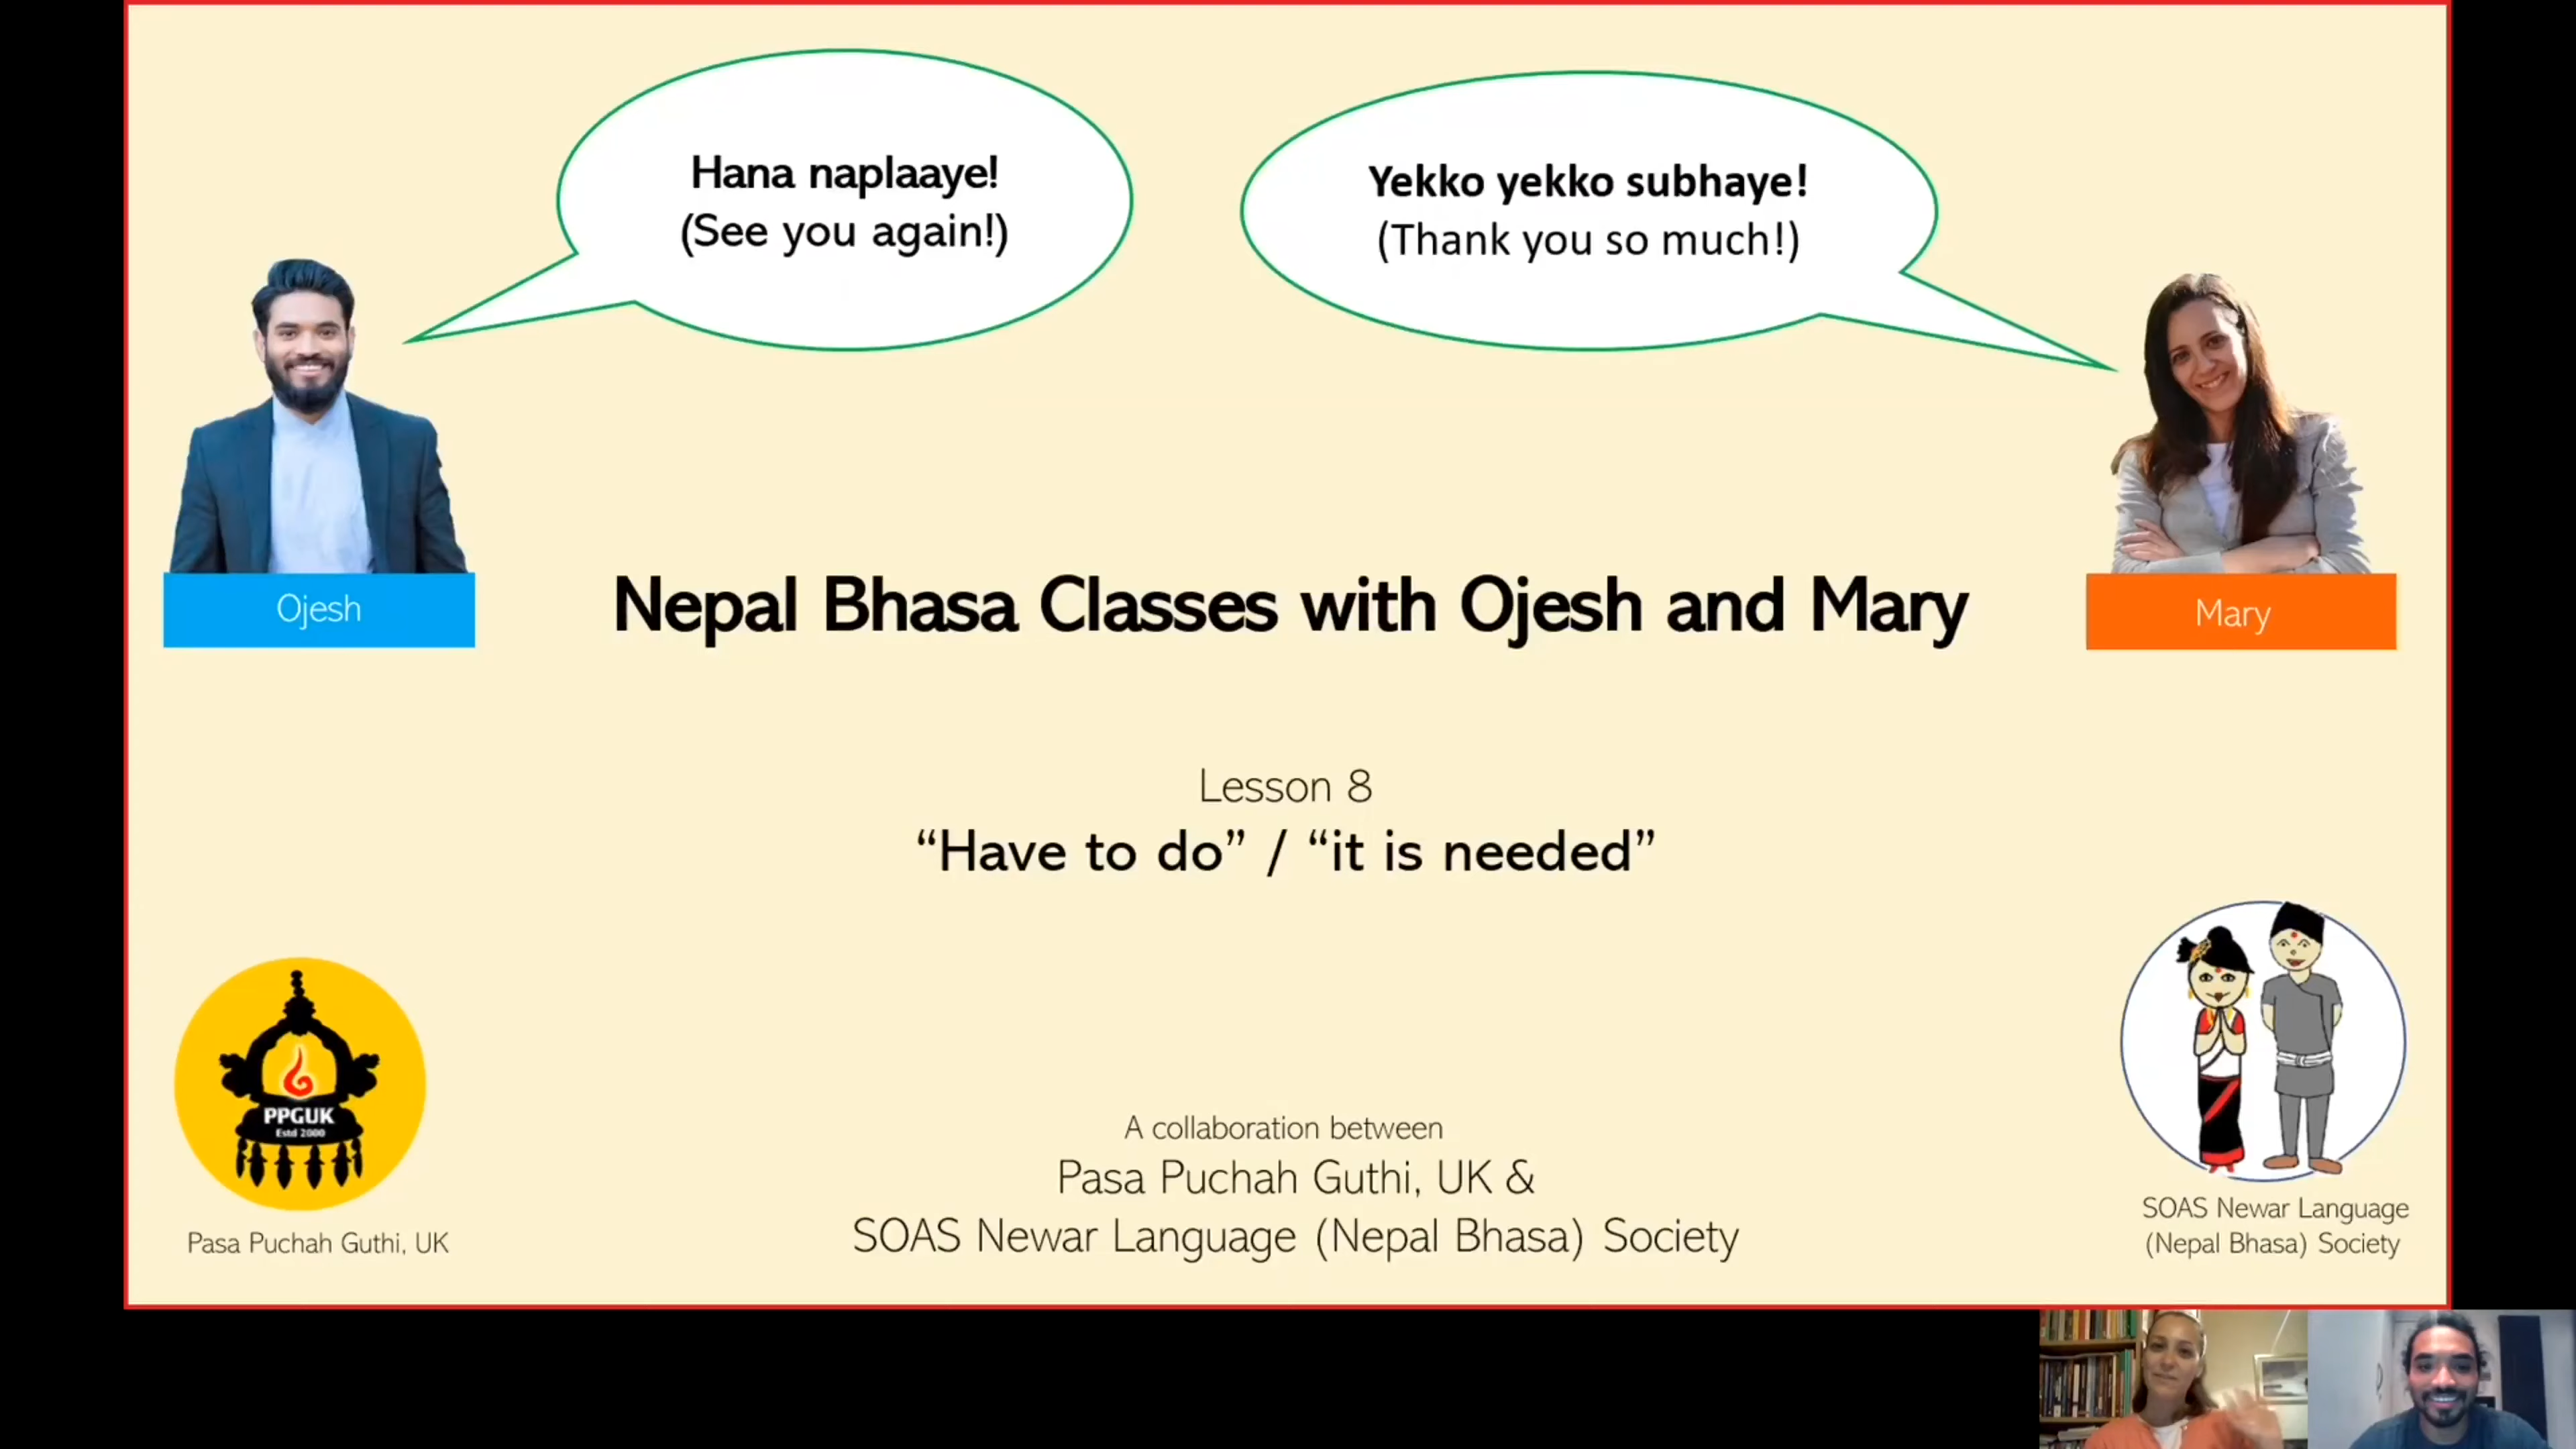 Hana naplaaye!
(See you again!)
Yekko yekko subhaye!
(Thank you so much!)
Ojesh
Nepal Bhasa Classes with Ojesh and Mary
Mary
Lesson 8
“Have to do” / “it is needed”
PPGUK
Estd 2000
Pasa Puchah Guthi, UK
A collaboration between
Pasa Puchah Guthi, UK &
SOAS Newar Language (Nepal Bhasa) Society
SOAS Newar Language
(Nepal Bhasa) Society